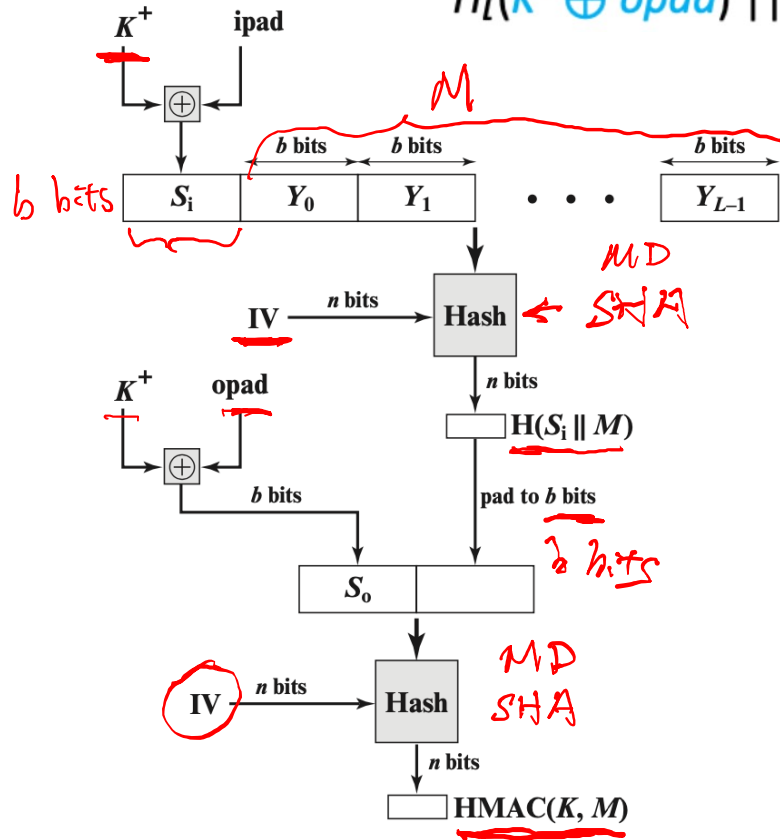 H[(K ⊕ opad) ||
K+ ipad
⊕
M
b bits b bits b bits
b bits Si Y0 Y1 • • • YL–1
MD
SHA
IV n bits Hash
n bits
K+ opad
H(Si || M)
⊕
b bits
pad to b bits
b bits
So
MD
SHA
IV n bits Hash
n bits
HMAC(K, M)